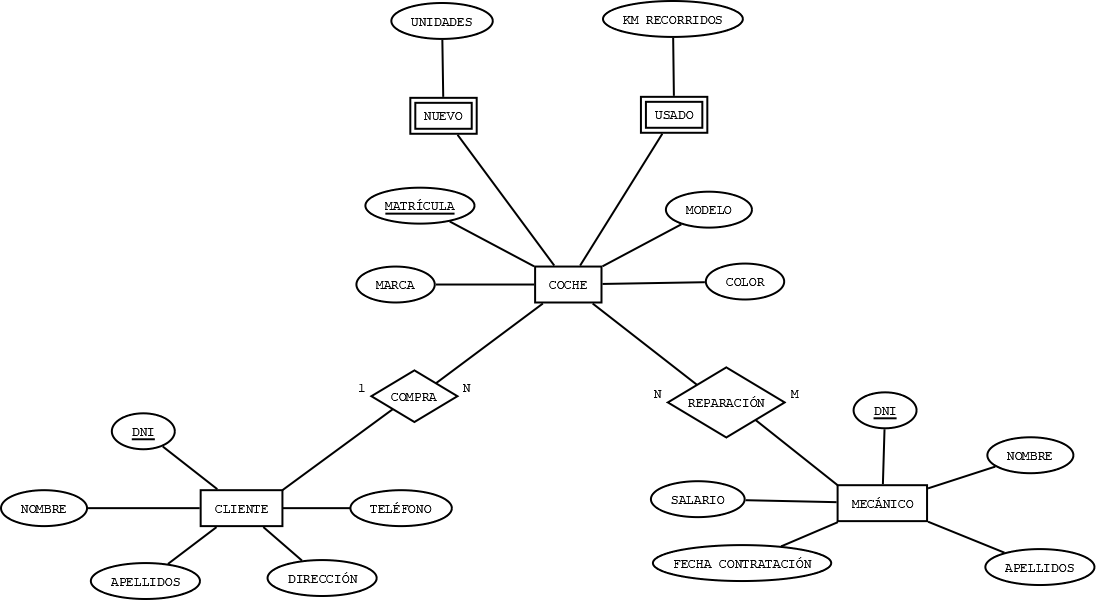 UNIDADES
KM RECORRIDOS
NUEVO
USADO
MATRÍCULA
MODELO
MARCA
COCHE
COLOR
1
COMPRA
N
N
REPARACIÓN
M
DNI
DNI
NOMBRE
NOMBRE
CLIENTE
TELÉFONO
SALARIO
MECÁNICO
APELLIDOS
DIRECCIÓN
FECHA CONTRATACIÓN
APELLIDOS